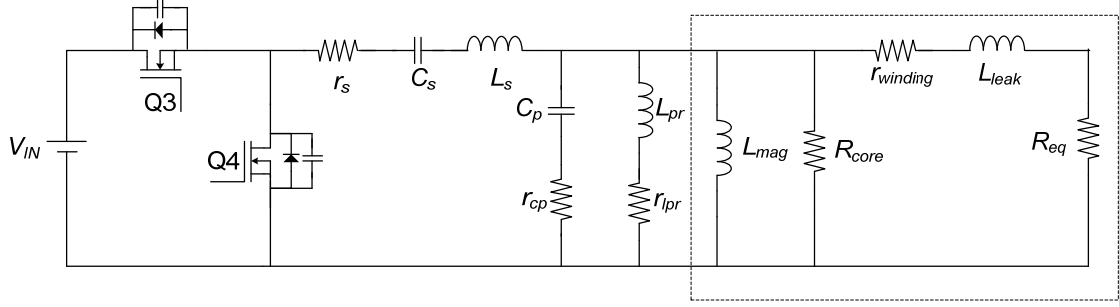 Q3
V_IN
Q4
r_s
C_s
L_s
C_p
r_cp
L_pr
r_lpr
L_mag
R_core
r_winding
L_leak
R_eq